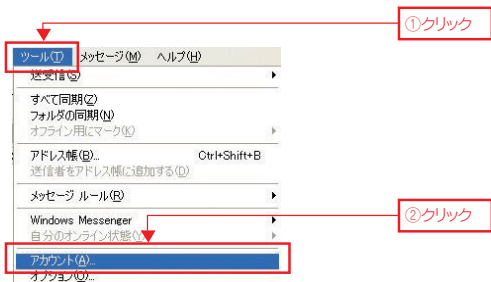 ①クリック
ツール(T) メッセージ(M) ヘルプ(H)
送受信(S)
すべて同期(Z)
フォルダの同期(N)
オフライン用にマーク(K)
アドレス帳(B)... Ctrl+Shift+B
送信者をアドレス帳に追加する(D)
メッセージ ルール(R)
②クリック
Windows Messenger
自分のオンライン状態(V)
アカウント(A)...
オプション(O)...